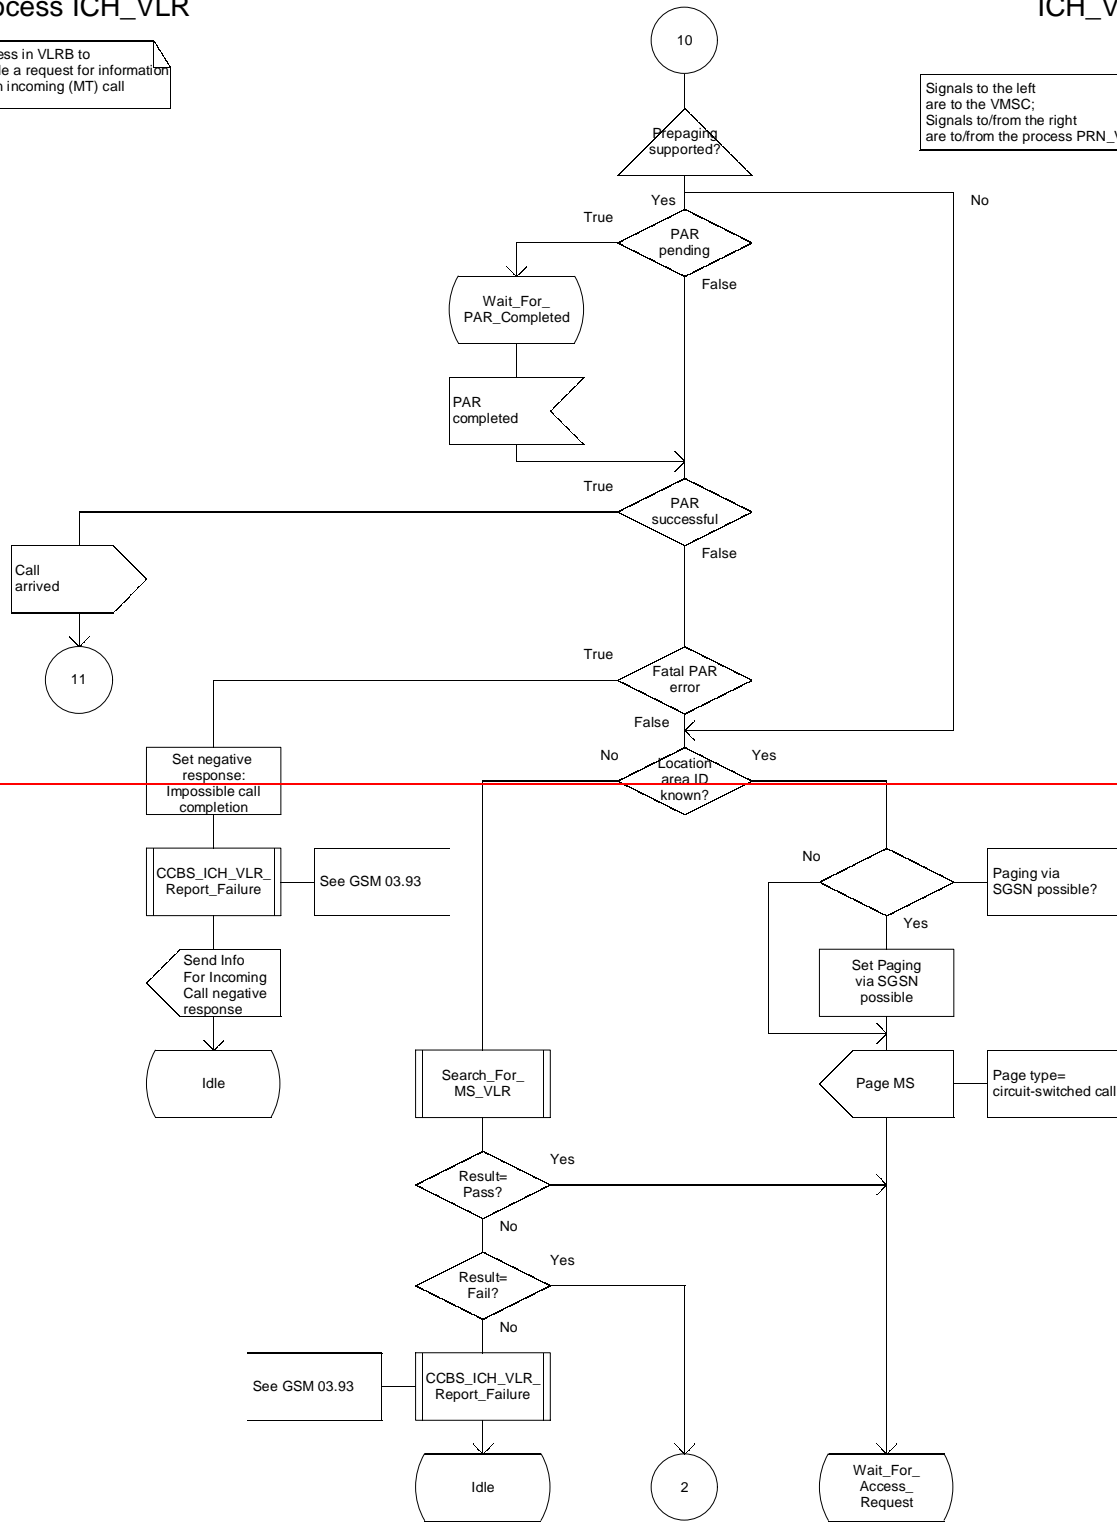 ocess ICH_VLR
ICH_V
10
ess in VLRB to
le a request for information
n incoming (MT) call
Signals to the left
are to the VMSC;
Signals to/from the right
are to/from the process PRN_V
Prepaging
supported?
Yes
No
True
PAR
pending
False
Wait_For_
PAR_Completed
PAR
completed
True
PAR
successful
False
Call
arrived
11
True
Fatal PAR
error
False
No
Location
area ID
known?
Yes
Set negative
response:
Impossible call
completion
No
Paging via
SGSN possible?
CCBS_ICH_VLR_
Report_Failure
See GSM 03.93
Yes
Send Info
For Incoming
Call negative
response
Set Paging
via SGSN
possible
Idle
Search_For_
MS_VLR
Page MS
Page type=
circuit-switched call
Result=
Pass?
Yes
No
Result=
Fail?
Yes
No
See GSM 03.93
CCBS_ICH_VLR_
Report_Failure
Idle
2
Wait_For_
Access_
Request